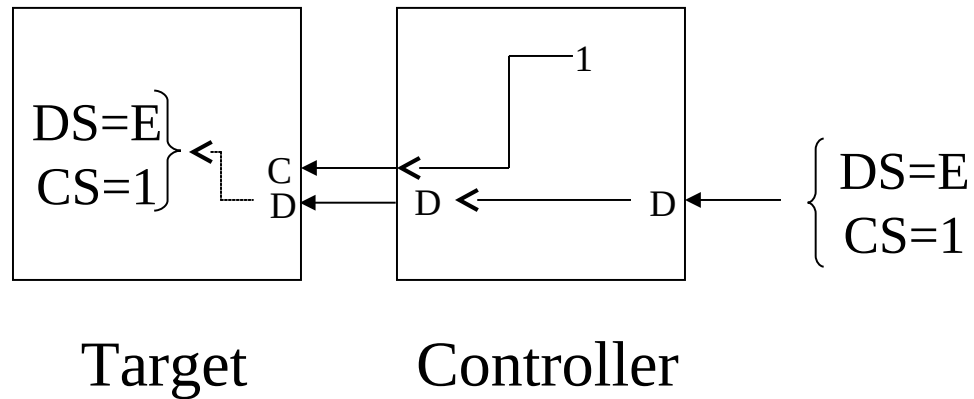 1
DS=E
CS=1
C
D
D
D
DS=E
CS=1
Target
Controller